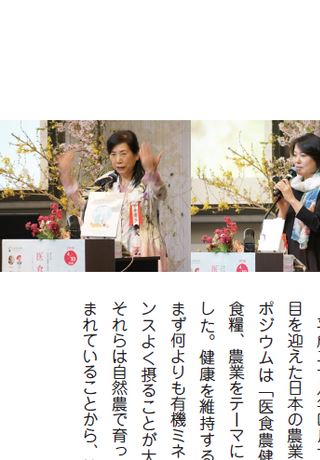 医食
医食
目を迎えた日本の農業
ポジウムは「医食農健
食糧、農業をテーマに
した。健康を維持する
まず何よりも有機ミネ
ンスよく摂ることが大
それらは自然農で育っ
まれていることから、